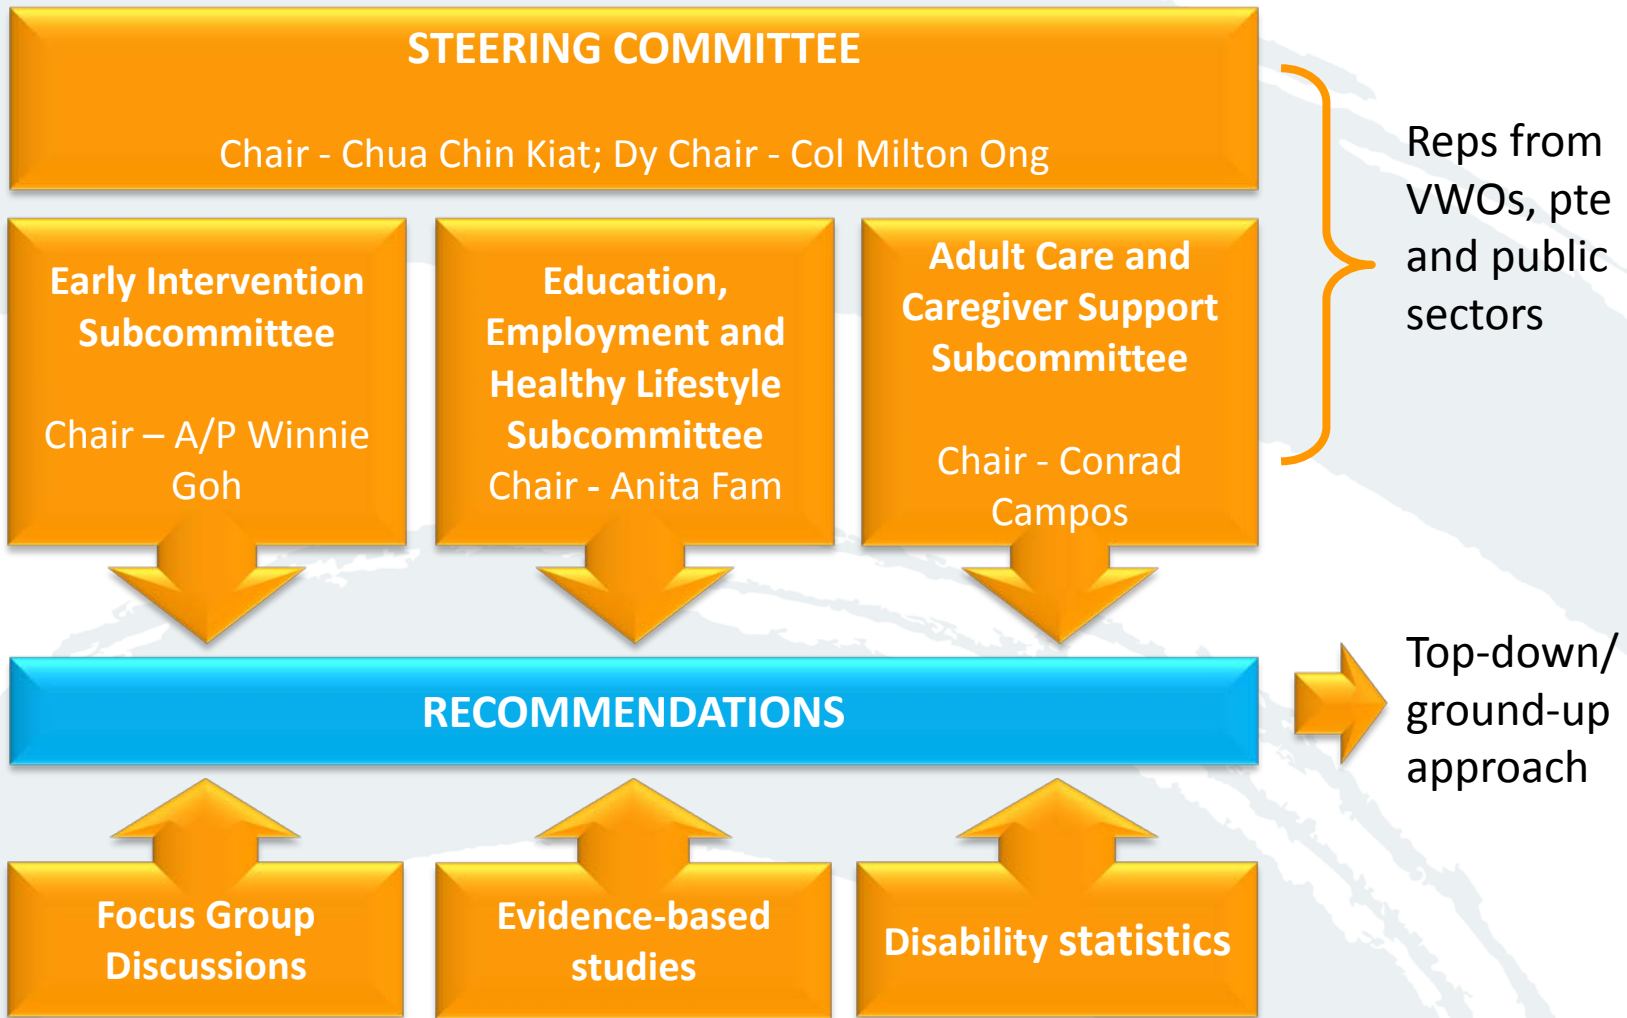 STEERING COMMITTEE
Chair - Chua Chin Kiat; Dy Chair - Col Milton Ong
Reps from
VWOs, pte
and public
sectors
Early Intervention
Subcommittee
Chair – A/P Winnie
Goh
Education,
Employment and
Healthy Lifestyle
Subcommittee
Chair - Anita Fam
Adult Care and
Caregiver Support
Subcommittee
Chair - Conrad
Campos
RECOMMENDATIONS
Top-down/
ground-up
approach
Focus Group
Discussions
Evidence-based
studies
Disability statistics